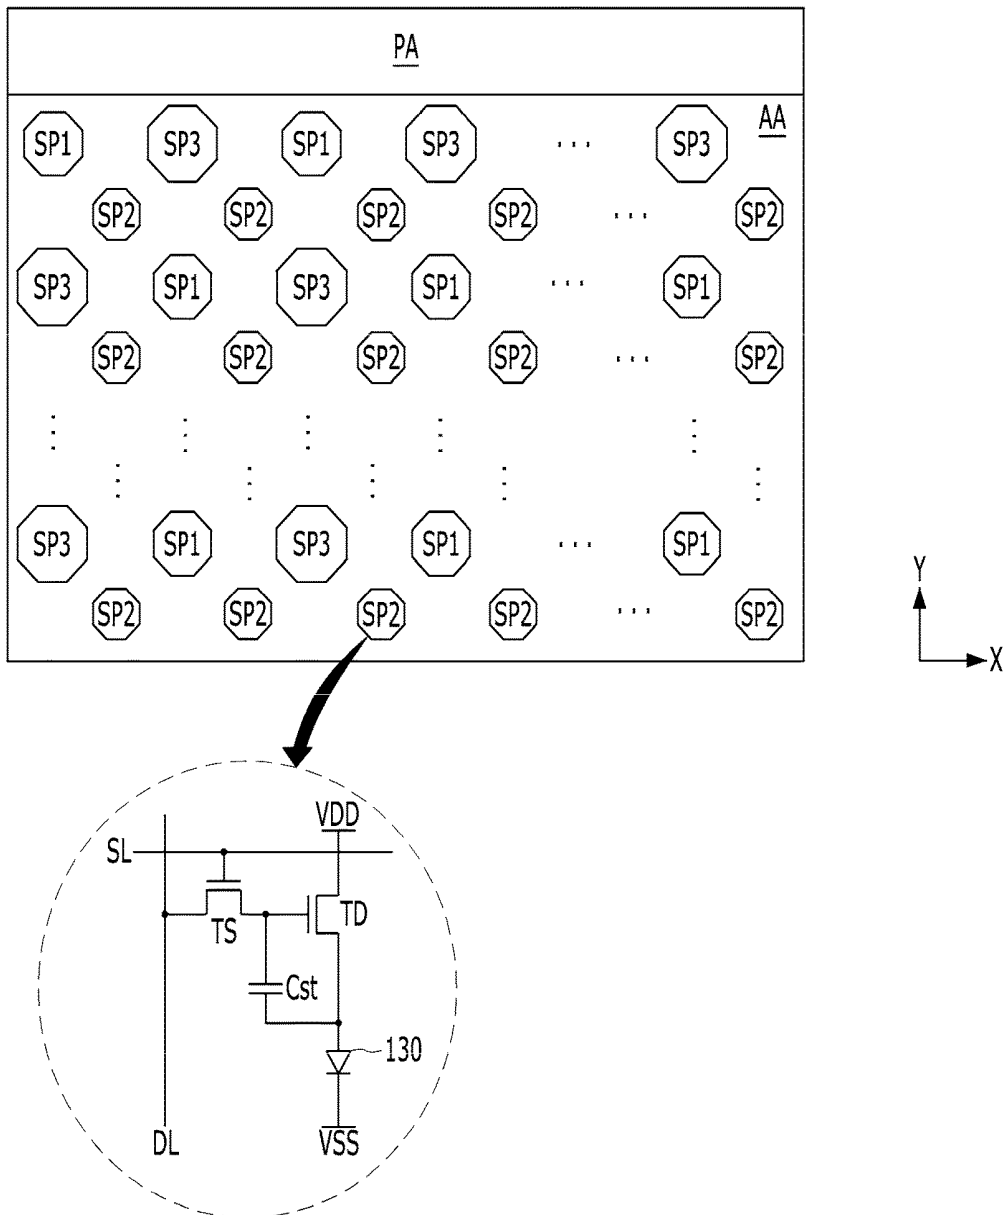 PA
AA
SP1 SP3 SP1 SP3 ... SP3
SP2 SP2 SP2 SP2 ... SP2
SP3 SP1 SP3 SP1 ... SP1
SP2 SP2 SP2 SP2 ... SP2
SP3 SP1 SP3 SP1 ... SP1
SP2 SP2 SP2 SP2 ... SP2
Y
X
VDD
SL
TS
TD
Cst
130
DL
VSS